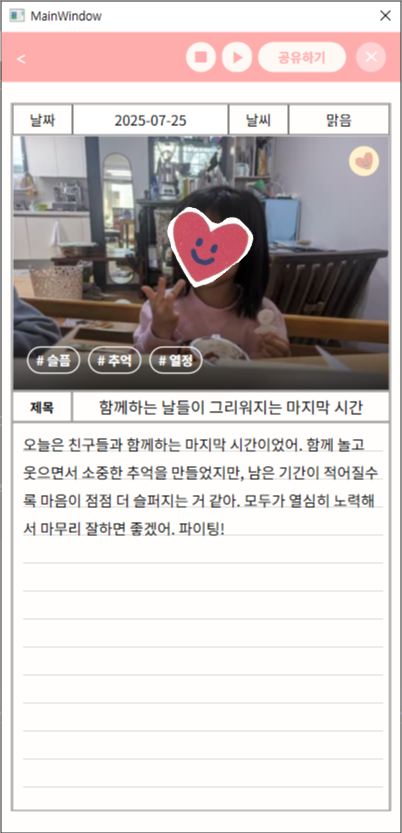 MainWindow
<
공유하기
날짜 2025-07-25 날씨 맑음
# 슬픔 # 추억 # 열정
제목 함께하는 날들이 그리워지는 마지막 시간
오늘은 친구들과 함께하는 마지막 시간이었어. 함께 놀고
웃으면서 소중한 추억을 만들었지만, 남은 기간이 적어질수
록 마음이 점점 더 슬퍼지는 거 같아. 모두가 열심히 노력해
서 마무리 잘하면 좋겠어. 파이팅!